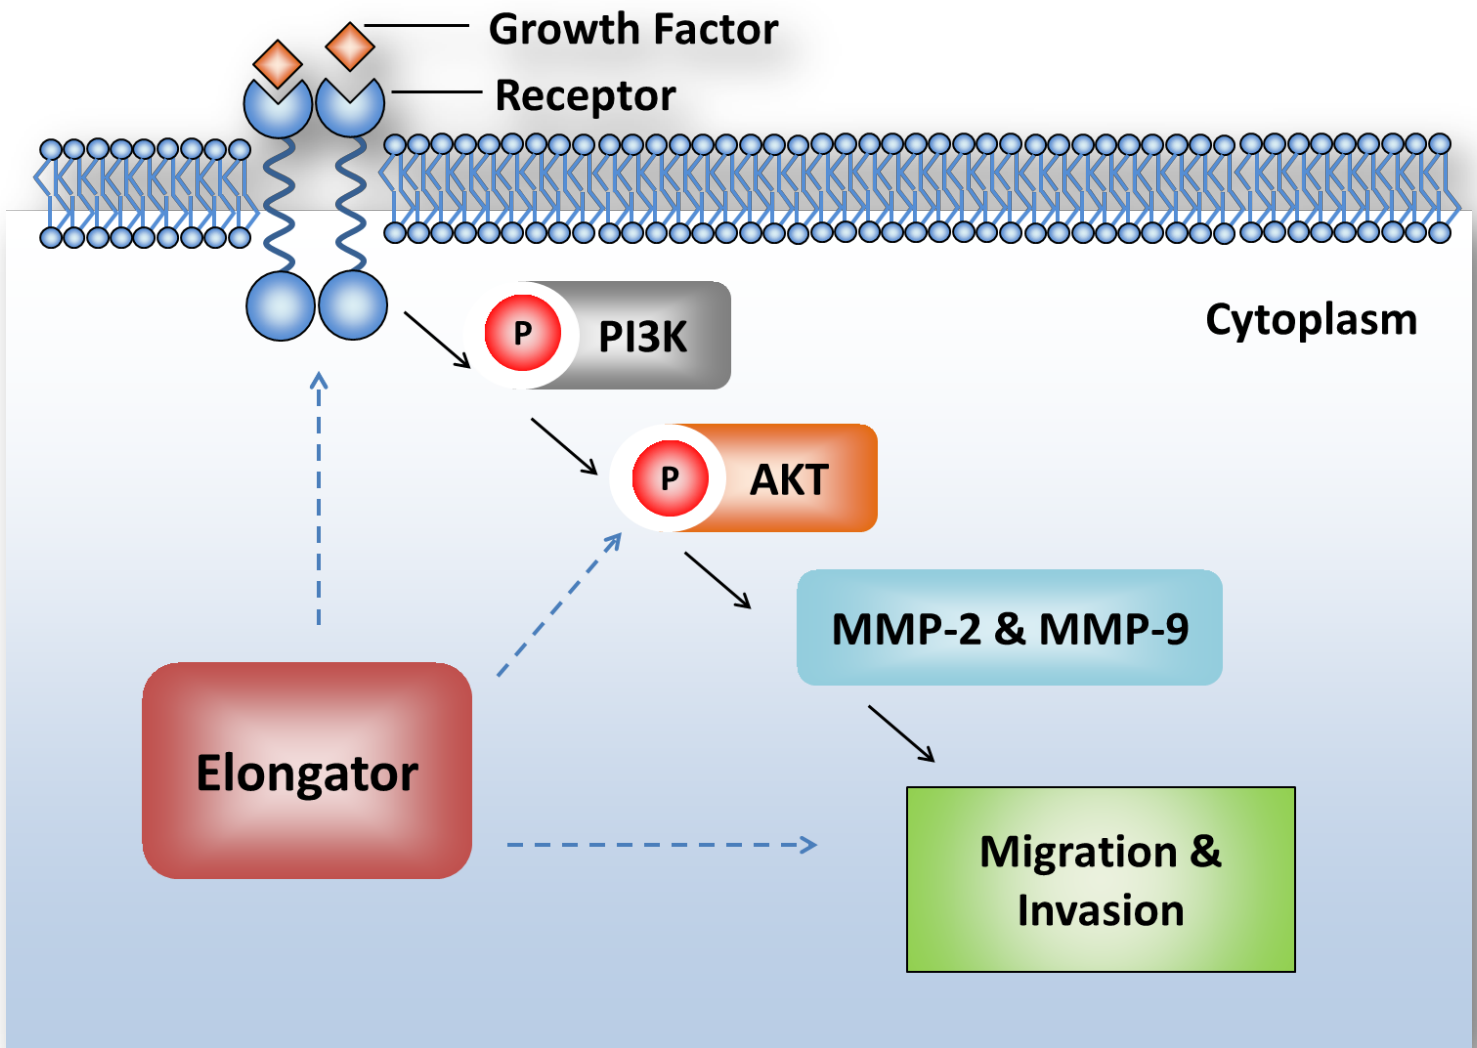 Growth Factor
Receptor
Cytoplasm
P
PI3K
P
AKT
MMP-2 & MMP-9
Elongator
Migration &
Invasion